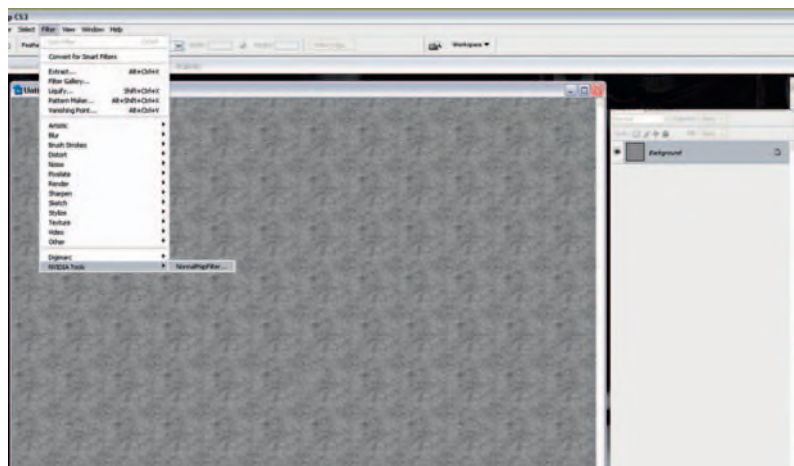 p CS3
Select Filter View Window Help
Workspace
Convert for Smart Filters
Extract... Alt+Ctrl+X
Filter Gallery...
Liquify... Shift+Ctrl+X
Pattern Maker... Alt+Shift+Ctrl+X
Vanishing Point... Alt+Ctrl+V
Artistic
Blur
Brush Strokes
Distort
Noise
Pixelate
Render
Sharpen
Sketch
Stylize
Texture
Video
Other
Digimarc
NVIDIA Tools
NormalMapFilter...
Background